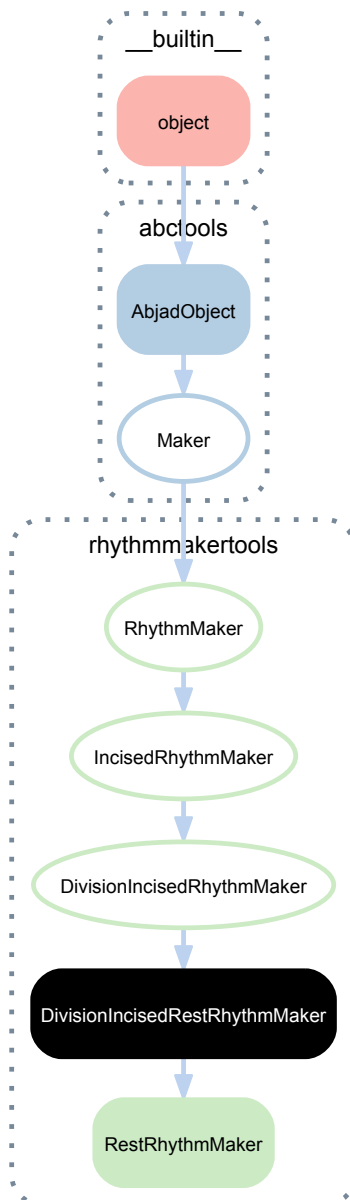 __builtin__
object
abctools
AbjadObject
Maker
rhythmmakertools
RhythmMaker
IncisedRhythmMaker
DivisionIncisedRhythmMaker
DivisionIncisedRestRhythmMaker
RestRhythmMaker